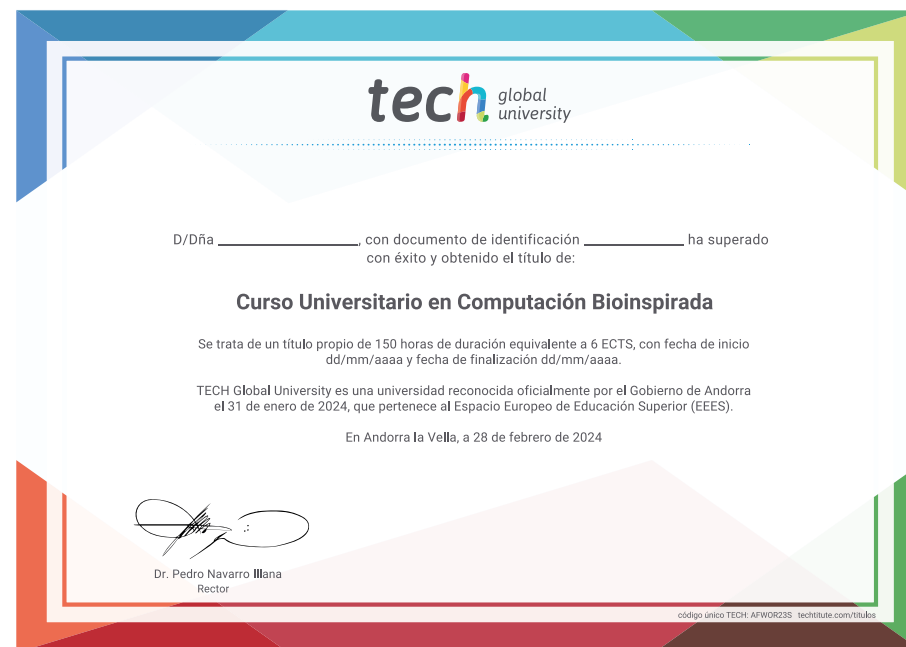 tech global university
D/Dña ____________________, con documento de identificación ______________ ha superado
con éxito y obtenido el título de:
Curso Universitario en Computación Bioinspirada
Se trata de un título propio de 150 horas de duración equivalente a 6 ECTS, con fecha de inicio
dd/mm/aaaa y fecha de finalización dd/mm/aaaa.
TECH Global University es una universidad reconocida oficialmente por el Gobierno de Andorra
el 31 de enero de 2024, que pertenece al Espacio Europeo de Educación Superior (EEES).
En Andorra la Vella, a 28 de febrero de 2024
Dr. Pedro Navarro Illana
Rector
código único TECH: AFWOR23S techtitute.com/titulos